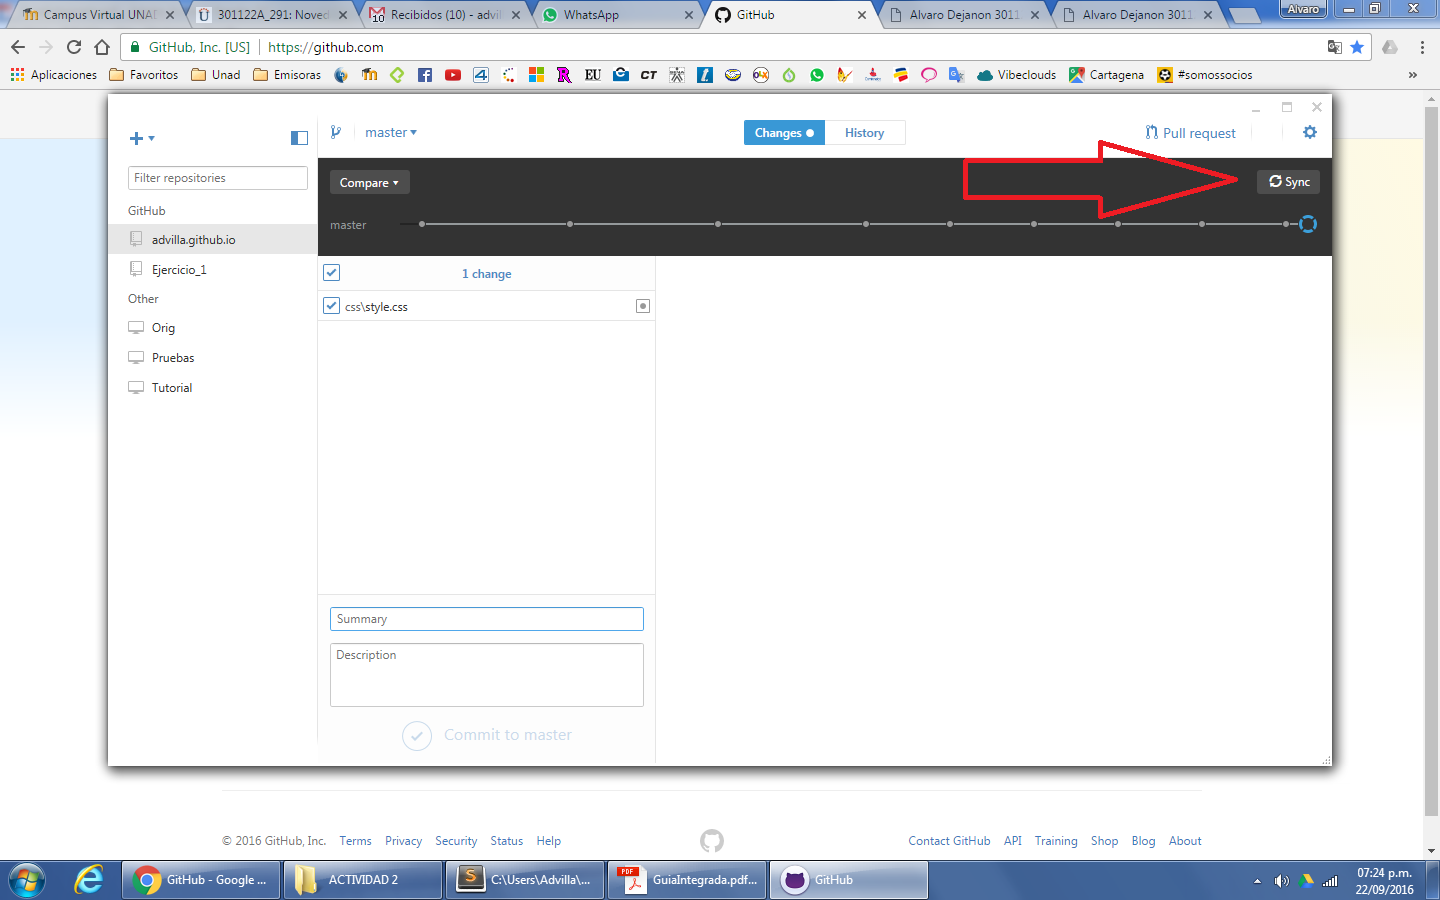 Campus Virtual UNAD
301122A_291: Noved
Recibidos (10) - advil
WhatsApp
GitHub
Alvaro Dejanon 3011
Alvaro Dejanon 3011
Alvaro
GitHub, Inc. [US]
https://github.com
Aplicaciones
Favoritos
Unad
Emisoras
EU
CT
Vibeclouds
Cartagena
#somossocios
»
master
Changes
History
Pull request
Filter repositories
Compare
Sync
GitHub
master
advilla.github.io
Ejercicio_1
1 change
Other
css\style.css
Orig
Pruebas
Tutorial
Summary
Description
Commit to master
© 2016 GitHub, Inc.
Terms
Privacy
Security
Status
Help
Contact GitHub
API
Training
Shop
Blog
About
GitHub - Google ...
ACTIVIDAD 2
C:\Users\Advilla\...
PDF
GuiaIntegrada.pdf...
GitHub
07:24 p.m.
22/09/2016